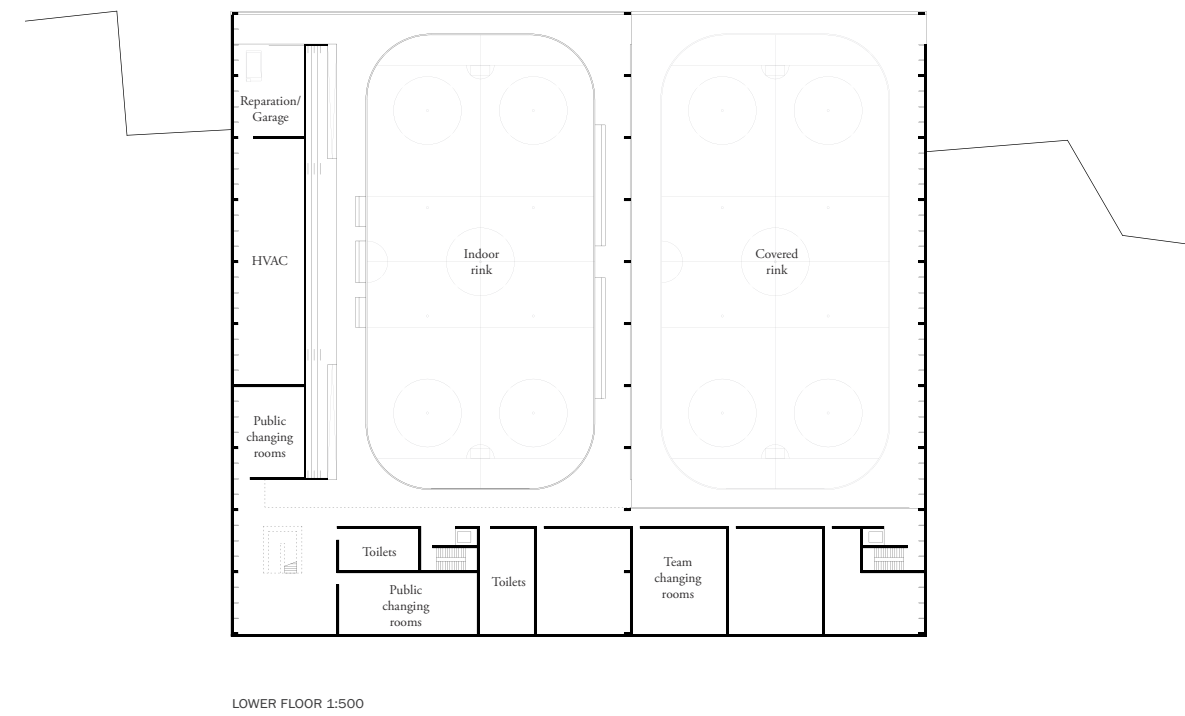 Reparation/
Garage
HVAC
Indoor
rink
Covered
rink
Public
changing
rooms
Toilets
Toilets
Team
changing
rooms
Public
changing
rooms
LOWER FLOOR 1:500